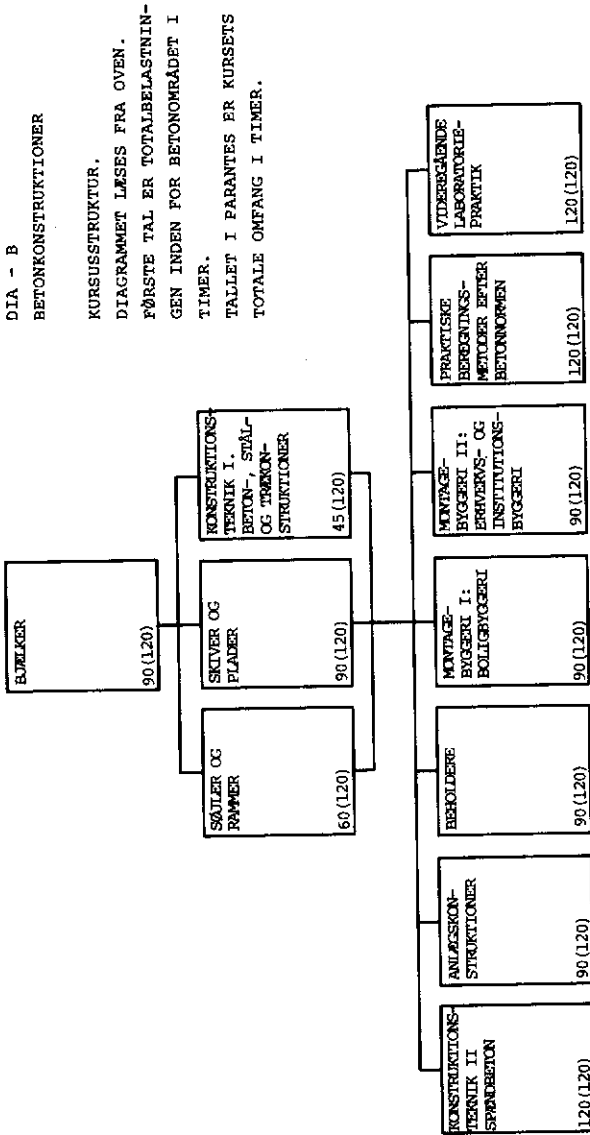 DIA - B
BETONKONSTRUKTIONER
KURSUSSTRUKTUR.
DIAGRAMMET LÆSES FRA OVEN.
FØRSTE TAL ER TOTALBELASTNIN-
GEN INDEN FOR BETONOMRÅDET I
TIMER.
TALLET I PARANTES ER KURSETS
TOTALE OMFANG I TIMER.
BJÆLKER
90(120)
SØJLER OG
RAMMER
60(120)
SKIVER OG
PLADER
90(120)
KONSTRUKTIONS-
TEKNIK I.
BETON-, STÅL-
OG TRÆKON-
STRUKTIONER
45(120)
KONSTRUKTIONS-
TEKNIK II
SPÆNDBETON
120(120)
ANLÆGSKON-
STRUKTIONER
90(120)
BEHOLDERE
90(120)
MONTAGE-
BYGGERI I:
BOLIGBYGGERI
90(120)
MONTAGE-
BYGGERI II:
ERHVERVS- OG
INSTITUTIONS-
BYGGERI
90(120)
PRAKTISKE
BEREGNINGS-
METODER EFTER
BETONNORMEN
120(120)
VIDEREGÅENDE
LABORATORIE-
PRAKTIK
120(120)